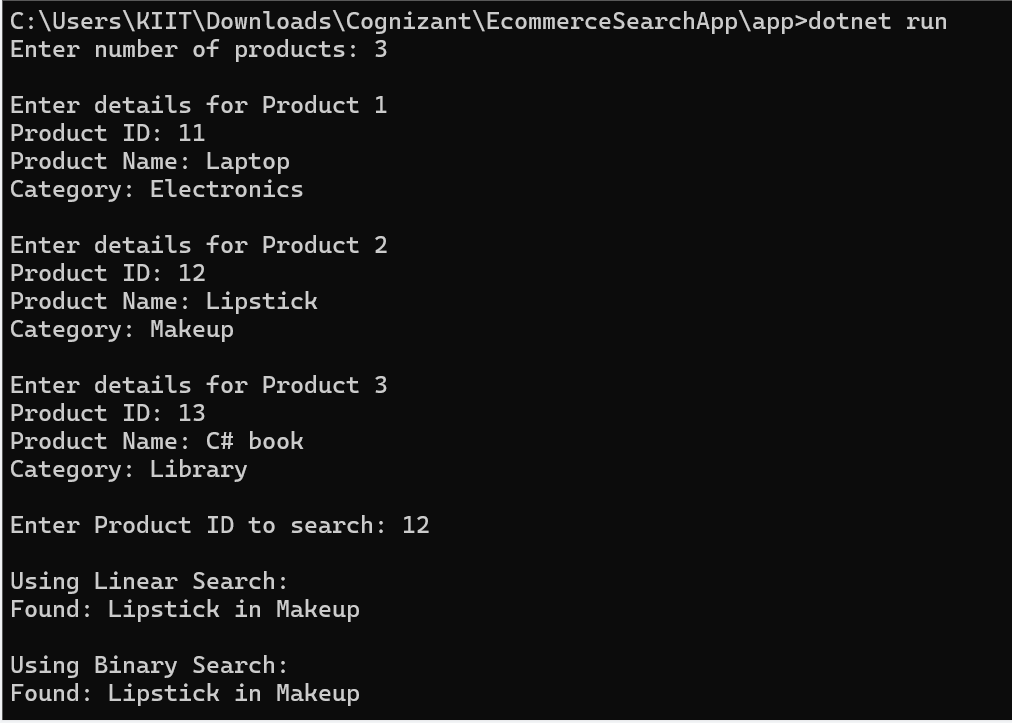 C:\Users\KIIT\Downloads\Cognizant\EcommerceSearchApp\app>dotnet run
Enter number of products: 3
Enter details for Product 1
Product ID: 11
Product Name: Laptop
Category: Electronics
Enter details for Product 2
Product ID: 12
Product Name: Lipstick
Category: Makeup
Enter details for Product 3
Product ID: 13
Product Name: C# book
Category: Library
Enter Product ID to search: 12
Using Linear Search:
Found: Lipstick in Makeup
Using Binary Search:
Found: Lipstick in Makeup